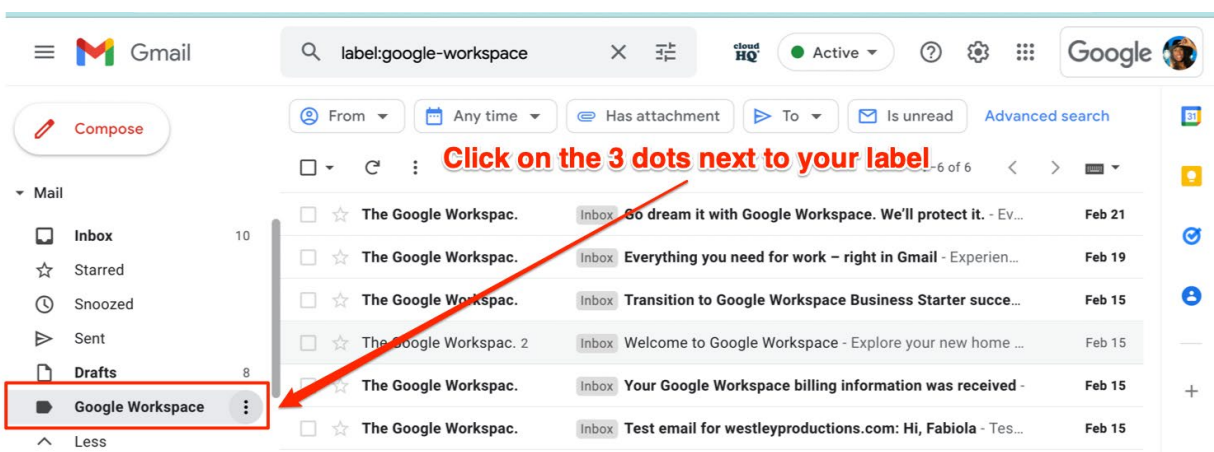 Gmail
label:google-workspace
cloud
HQ
Active
Google
Compose
From
Any time
Has attachment
To
Is unread
Advanced search
31
Click on the 3 dots next to your label
-6 of 6
Mail
Inbox 10
Starred
Snoozed
Sent
Drafts 8
Google Workspace
Less
The Google Workspac. Inbox Go dream it with Google Workspace. We’ll protect it. - Ev... Feb 21
The Google Workspac. Inbox Everything you need for work – right in Gmail - Experien... Feb 19
The Google Workspac. Inbox Transition to Google Workspace Business Starter succe... Feb 15
The Google Workspac. 2 Inbox Welcome to Google Workspace - Explore your new home ... Feb 15
The Google Workspac. Inbox Your Google Workspace billing information was received - Feb 15
The Google Workspac. Inbox Test email for westleyproductions.com: Hi, Fabiola - Tes... Feb 15